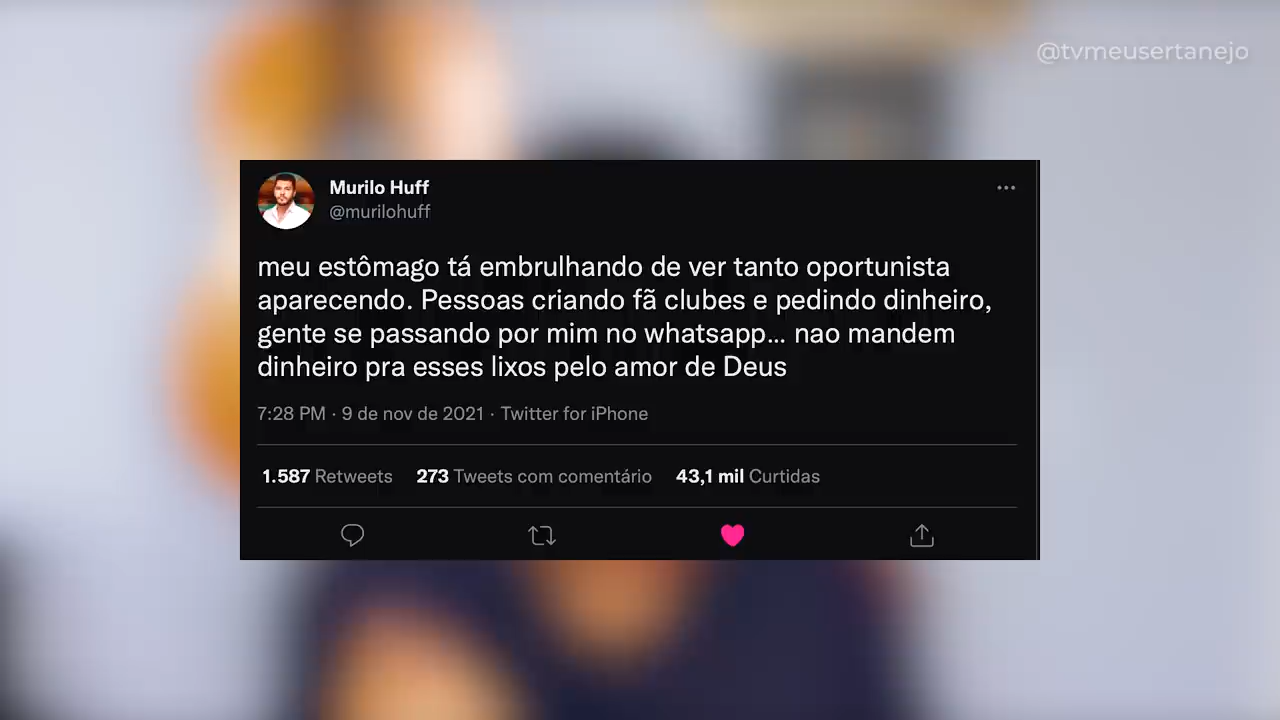 @tvmeusertanejo
Murilo Huff
@murilohuff
meu estômago tá embrulhando de ver tanto oportunista
aparecendo. Pessoas criando fã clubes e pedindo dinheiro,
gente se passando por mim no whatsapp... nao mandem
dinheiro pra esses lixos pelo amor de Deus
7:28 PM · 9 de nov de 2021 · Twitter for iPhone
1.587 Retweets 273 Tweets com comentário 43,1 mil Curtidas